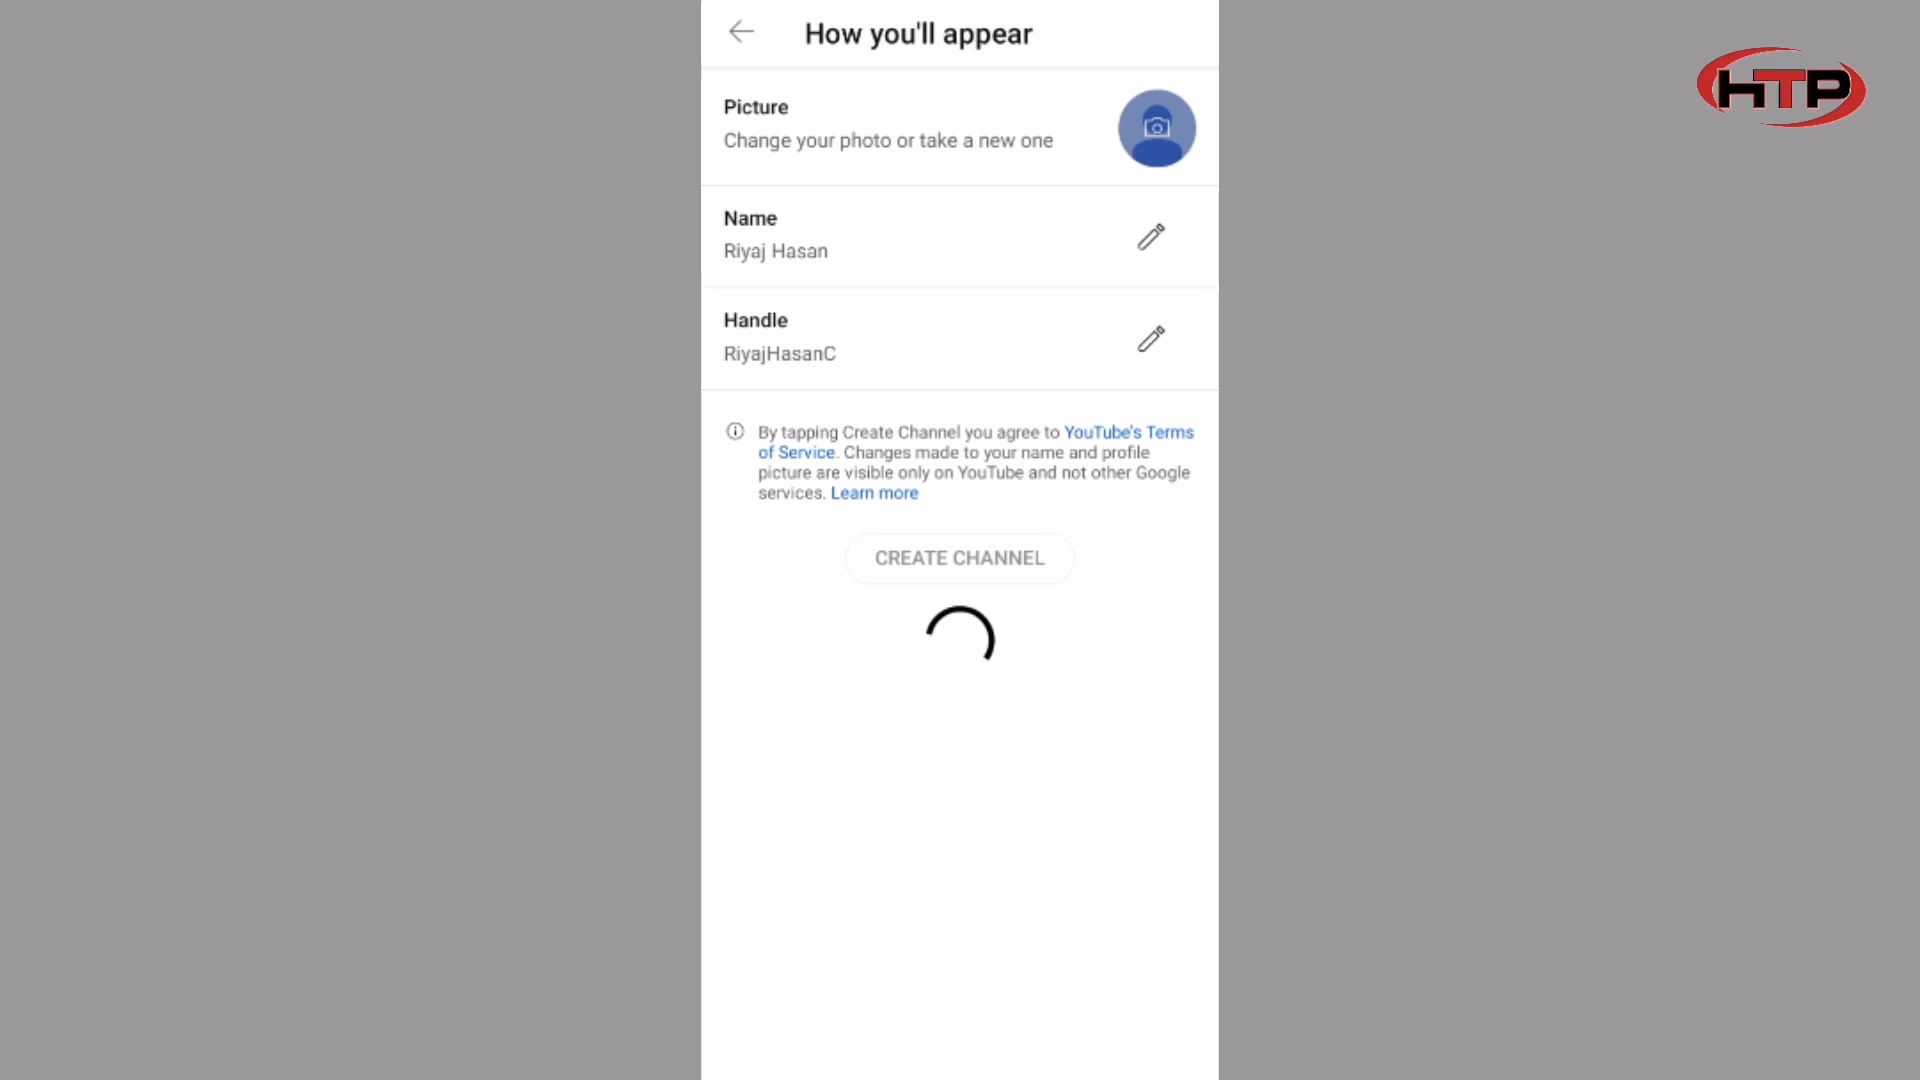 How you'll appear
HTP
Picture
Change your photo or take a new one
Name
Riyaj Hasan
Handle
RiyajHasanC
By tapping Create Channel you agree to YouTube's Terms
of Service. Changes made to your name and profile
picture are visible only on YouTube and not other Google
services. Learn more
CREATE CHANNEL